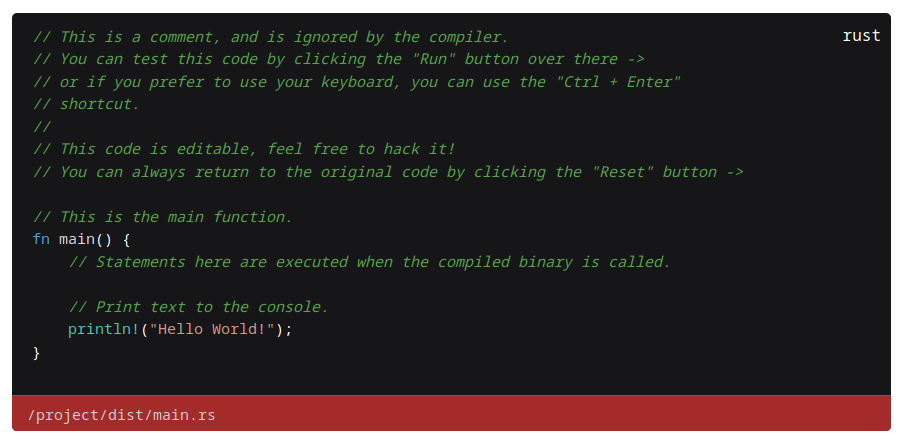 rust
// This is a comment, and is ignored by the compiler.
// You can test this code by clicking the "Run" button over there ->
// or if you prefer to use your keyboard, you can use the "Ctrl + Enter"
// shortcut.
//
// This code is editable, feel free to hack it!
// You can always return to the original code by clicking the "Reset" button ->

// This is the main function.
fn main() {
    // Statements here are executed when the compiled binary is called.

    // Print text to the console.
    println!("Hello World!");
}
/project/dist/main.rs